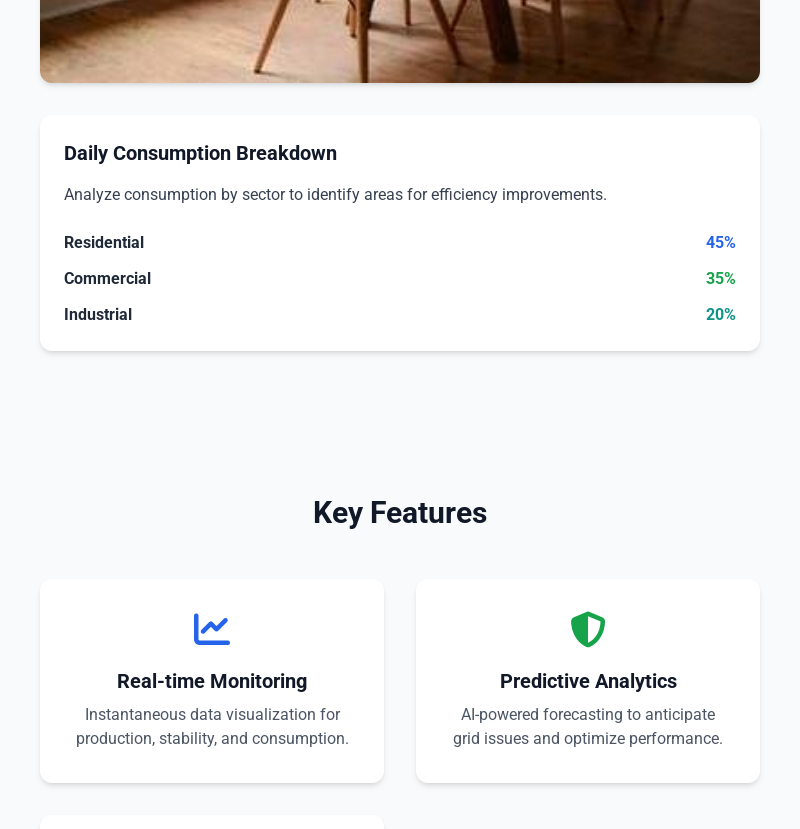 Daily Consumption Breakdown
Analyze consumption by sector to identify areas for efficiency improvements.
Residential 45%
Commercial 35%
Industrial 20%
Key Features
Real-time Monitoring
Instantaneous data visualization for
production, stability, and consumption.
Predictive Analytics
AI-powered forecasting to anticipate
grid issues and optimize performance.